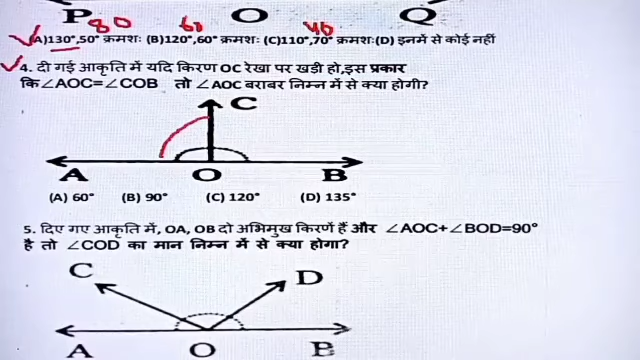 P O Q
80 60 40
(A)130°,50° क्रमशः (B)120°,60° क्रमशः (C)110°,70° क्रमशः(D) इनमें से कोई नहीं
4. दी गई आकृति में यदि किरण OC रेखा पर खड़ी हो,इस प्रकार
कि ∠AOC=∠COB तो ∠AOC बराबर निम्न में से क्या होगी?
C
A O B
(A) 60° (B) 90° (C) 120° (D) 135°
5. दिए गए आकृति में, OA, OB दो अभिमुख किरणें हैं और ∠AOC+∠BOD=90°
है तो ∠COD का मान निम्न में से क्या होगा?
C D
A O B